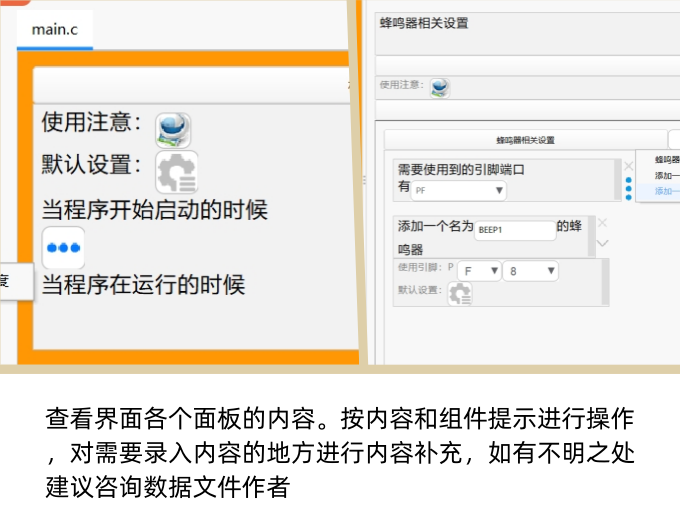 main.c
使用注意：
默认设置：
当程序开始启动的时候
当程序在运行的时候
度
蜂鸣器相关设置
使用注意：
蜂鸣器相关设置
需要使用到的引脚端口
有 PF
添加一个名为 BEEP1 的蜂
鸣器
使用引脚： P F 8
默认设置：
蜂鸣器
添加一
添加一
查看界面各个面板的内容。按内容和组件提示进行操作
，对需要录入内容的地方进行内容补充，如有不明之处
建议咨询数据文件作者